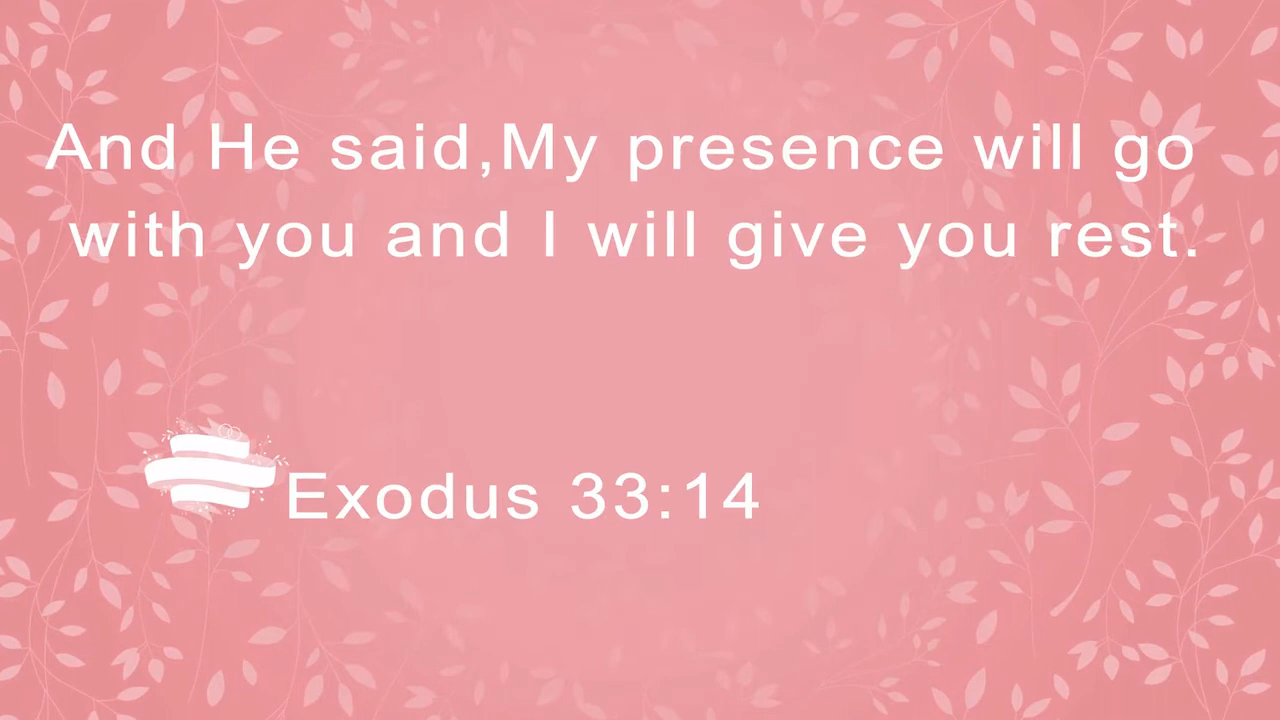 And He said,My presence will go
with you and I will give you rest.
Exodus 33:14